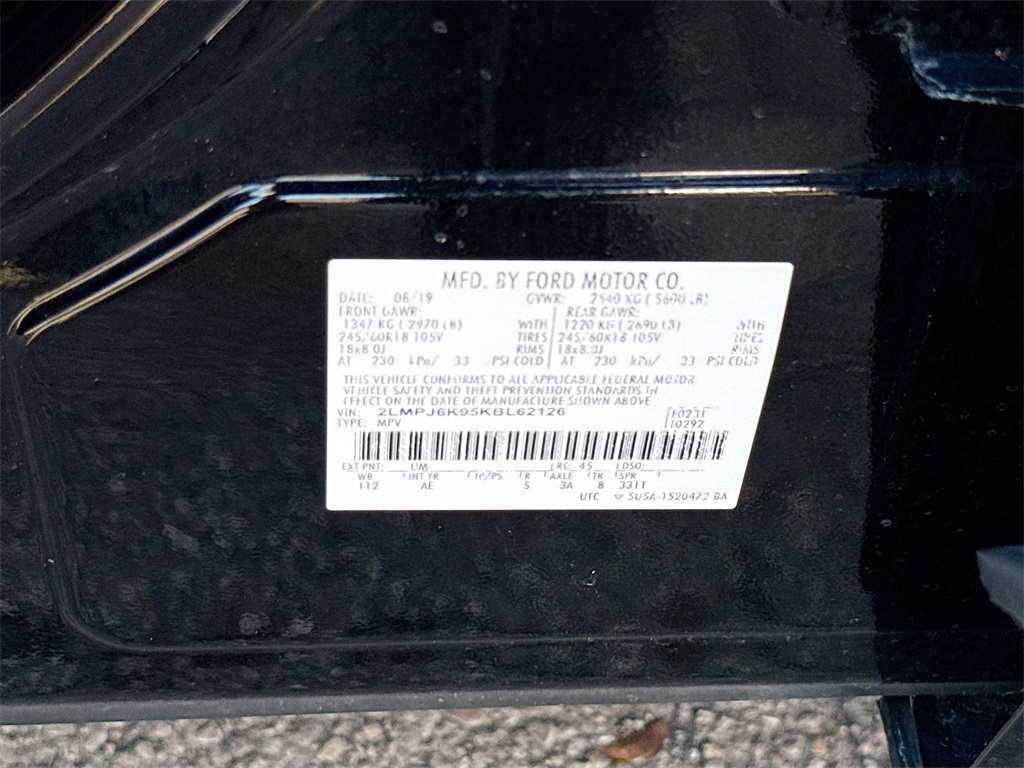 MFD. BY FORD MOTOR CO.
DATE: 08/19 GVWR: 2540 KG ( 5600 LB)
FRONT GAWR: REAR GAWR:
1347 KG ( 2970 LB) WITH 1220 KG ( 2690 LB) WITH
245/60R18 105V TIRES 245/60R18 105V TIRES
18x8.0J RIMS 18x8.0J RIMS
AT 230 kPa/ 33 PSI COLD AT 230 kPa/ 33 PSI COLD
THIS VEHICLE CONFORMS TO ALL APPLICABLE FEDERAL MOTOR
VEHICLE SAFETY AND THEFT PREVENTION STANDARDS IN
EFFECT ON THE DATE OF MANUFACTURE SHOWN ABOVE
VIN: 2LMPJ6K95KBL62126 F0231
TYPE: MPV 10292
EXT PNT: UM RC: 45 DSO:
WB INT TR TP/PS R AXLE TR SPR
112 AE S 3A 8 3311
UTC ▽ 5U5A-1520472-BA